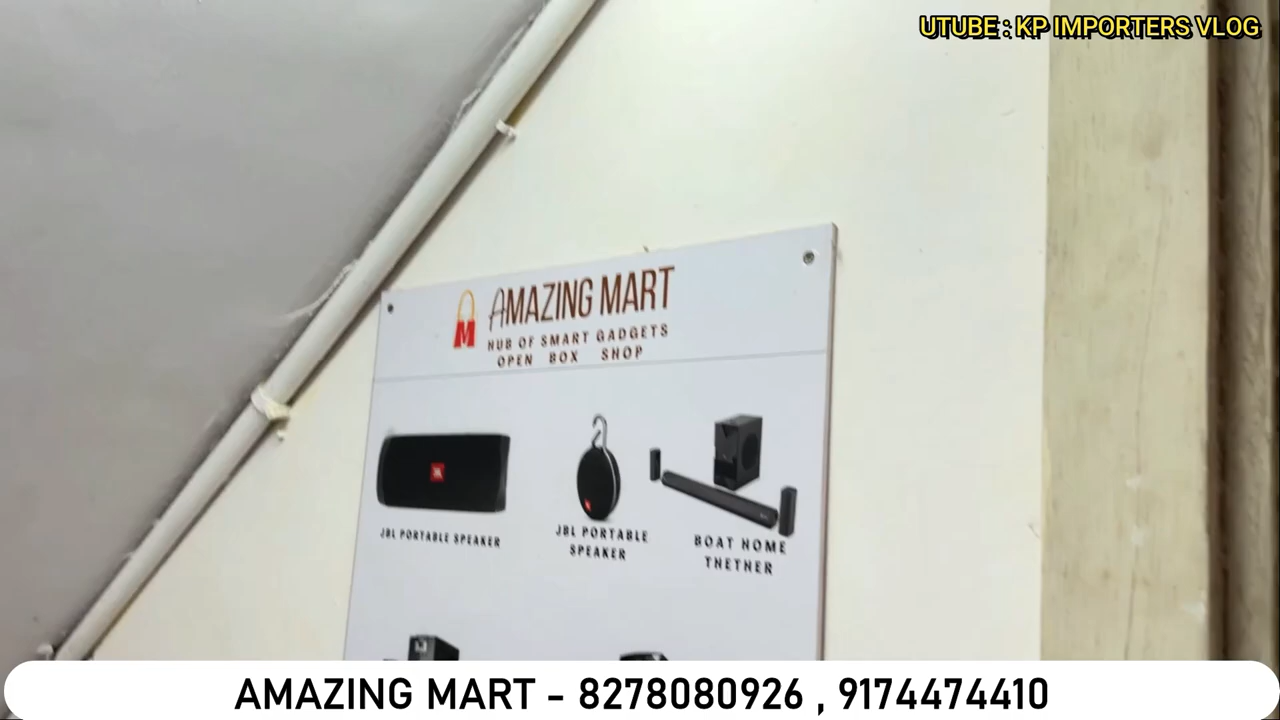 UTUBE : KP IMPORTERS VLOG
AMAZING MART
HUB OF SMART GADGETS
OPEN BOX SHOP
JBL PORTABLE SPEAKER
JBL PORTABLE
SPEAKER
BOAT HOME
THETHER
AMAZING MART - 8278080926 , 9174474410